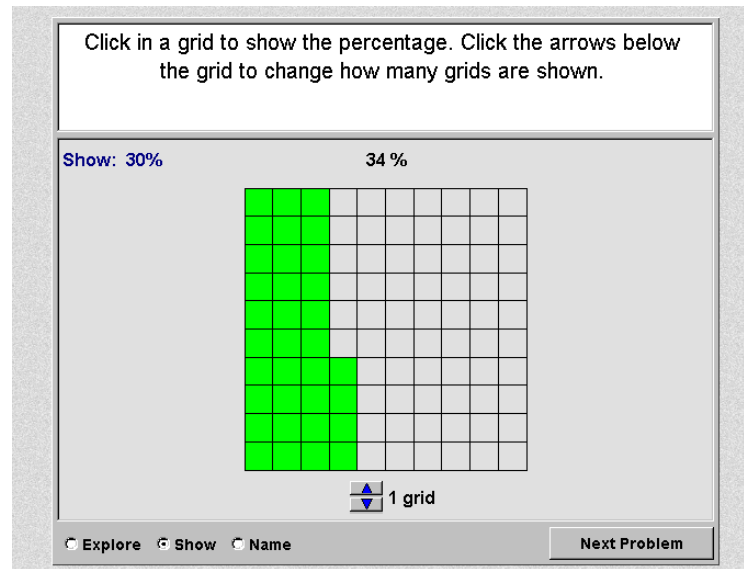 Click in a grid to show the percentage. Click the arrows below
the grid to change how many grids are shown.
Show: 30%
34 %
1 grid
Explore
Show
Name
Next Problem